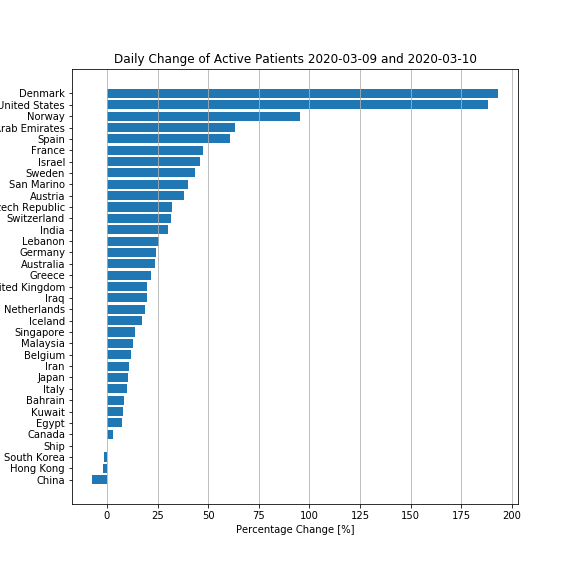 Daily Change of Active Patients 2020-03-09 and 2020-03-10
Denmark
United States
Norway
rab Emirates
Spain
France
Israel
Sweden
San Marino
Austria
ech Republic
Switzerland
India
Lebanon
Germany
Australia
Greece
ited Kingdom
Iraq
Netherlands
Iceland
Singapore
Malaysia
Belgium
Iran
Japan
Italy
Bahrain
Kuwait
Egypt
Canada
Ship
South Korea
Hong Kong
China
0 25 50 75 100 125 150 175 200
Percentage Change [%]